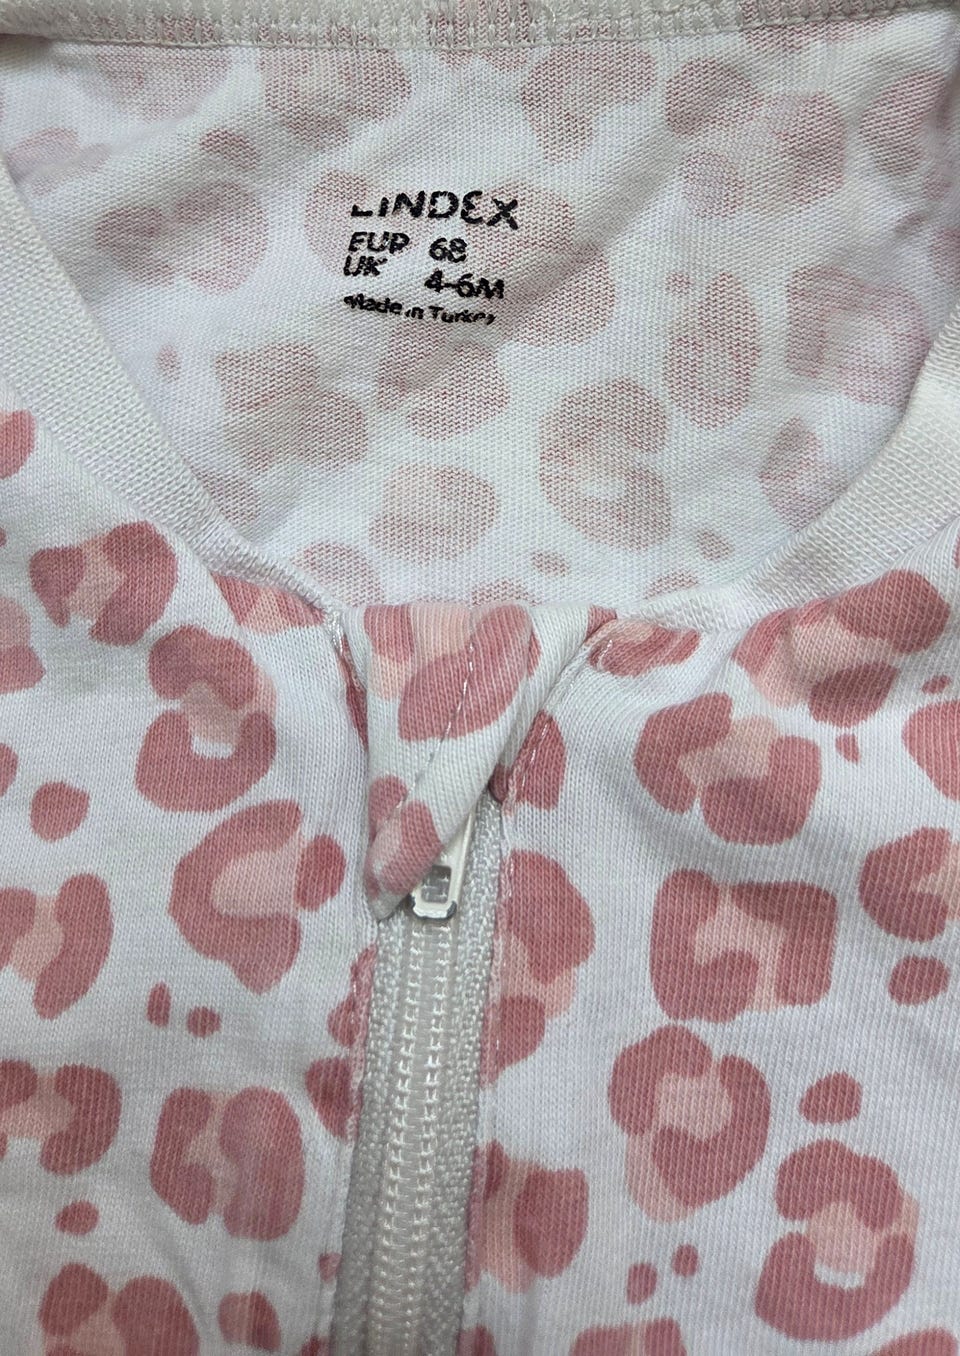 LINDEX
EUR 68
UK 4-6M
Made in Turkey